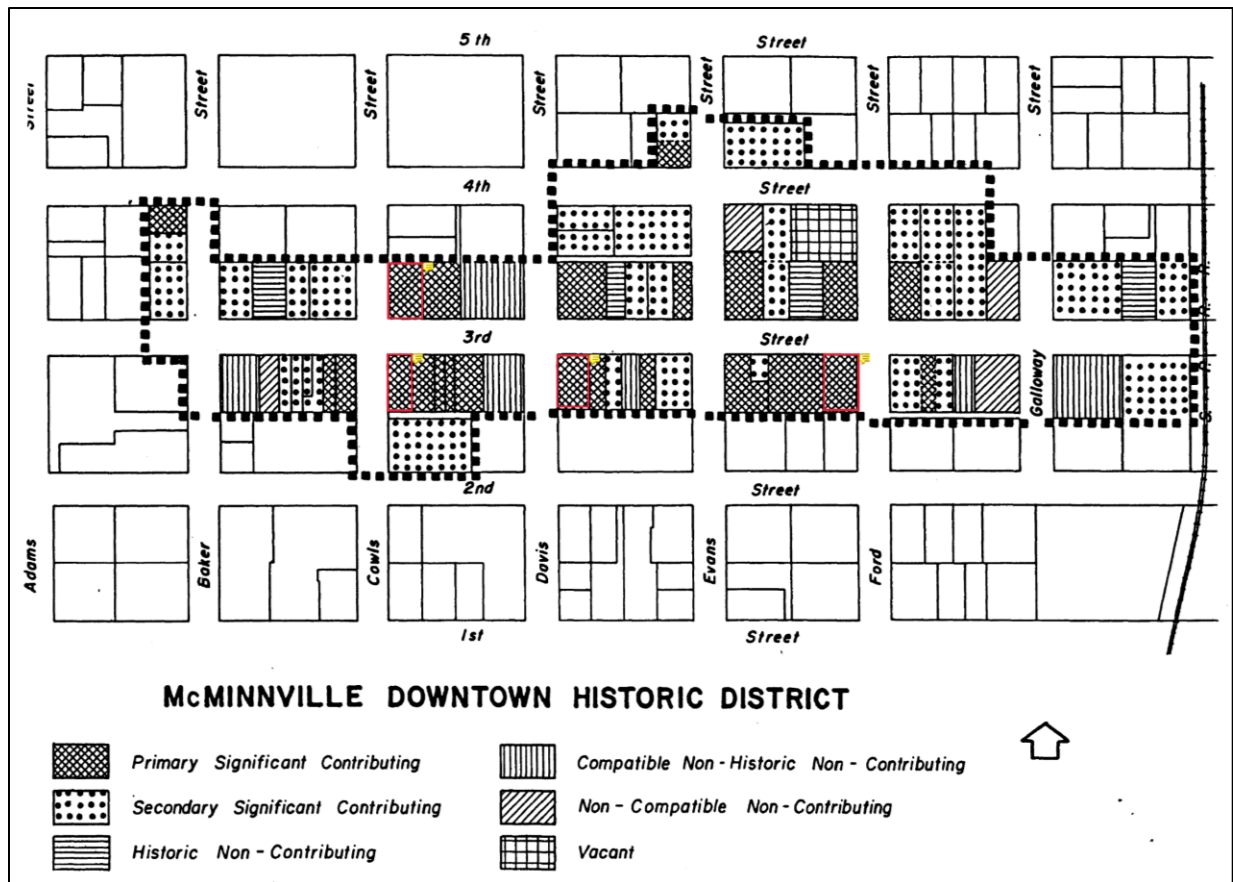 5th Street
Street
Street
Street
Street
Street
Street
Street
4th Street
3rd Street
Galloway
2nd Street
Adams
Baker
Cowls
Davis
Evans
Ford
1st Street
McMINNVILLE DOWNTOWN HISTORIC DISTRICT
Primary Significant Contributing
Compatible Non-Historic Non-Contributing
Secondary Significant Contributing
Non-Compatible Non-Contributing
Historic Non-Contributing
Vacant